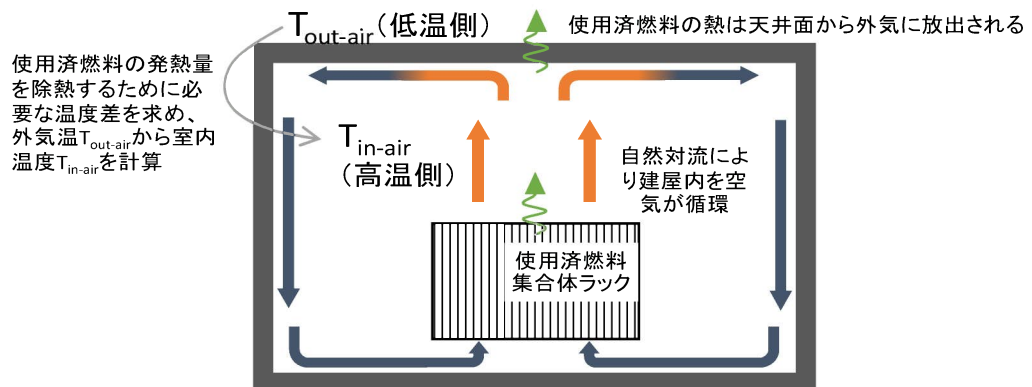 T out-air (低温側)
使用済燃料の熱は天井面から外気に放出される
使用済燃料の発熱量
を除熱するために必
要な温度差を求め、
外気温Tout-airから室内
温度Tin-airを計算
T in-air
(高温側)
自然対流によ
り建屋内を空
気が循環
使用済燃料
集合体ラック